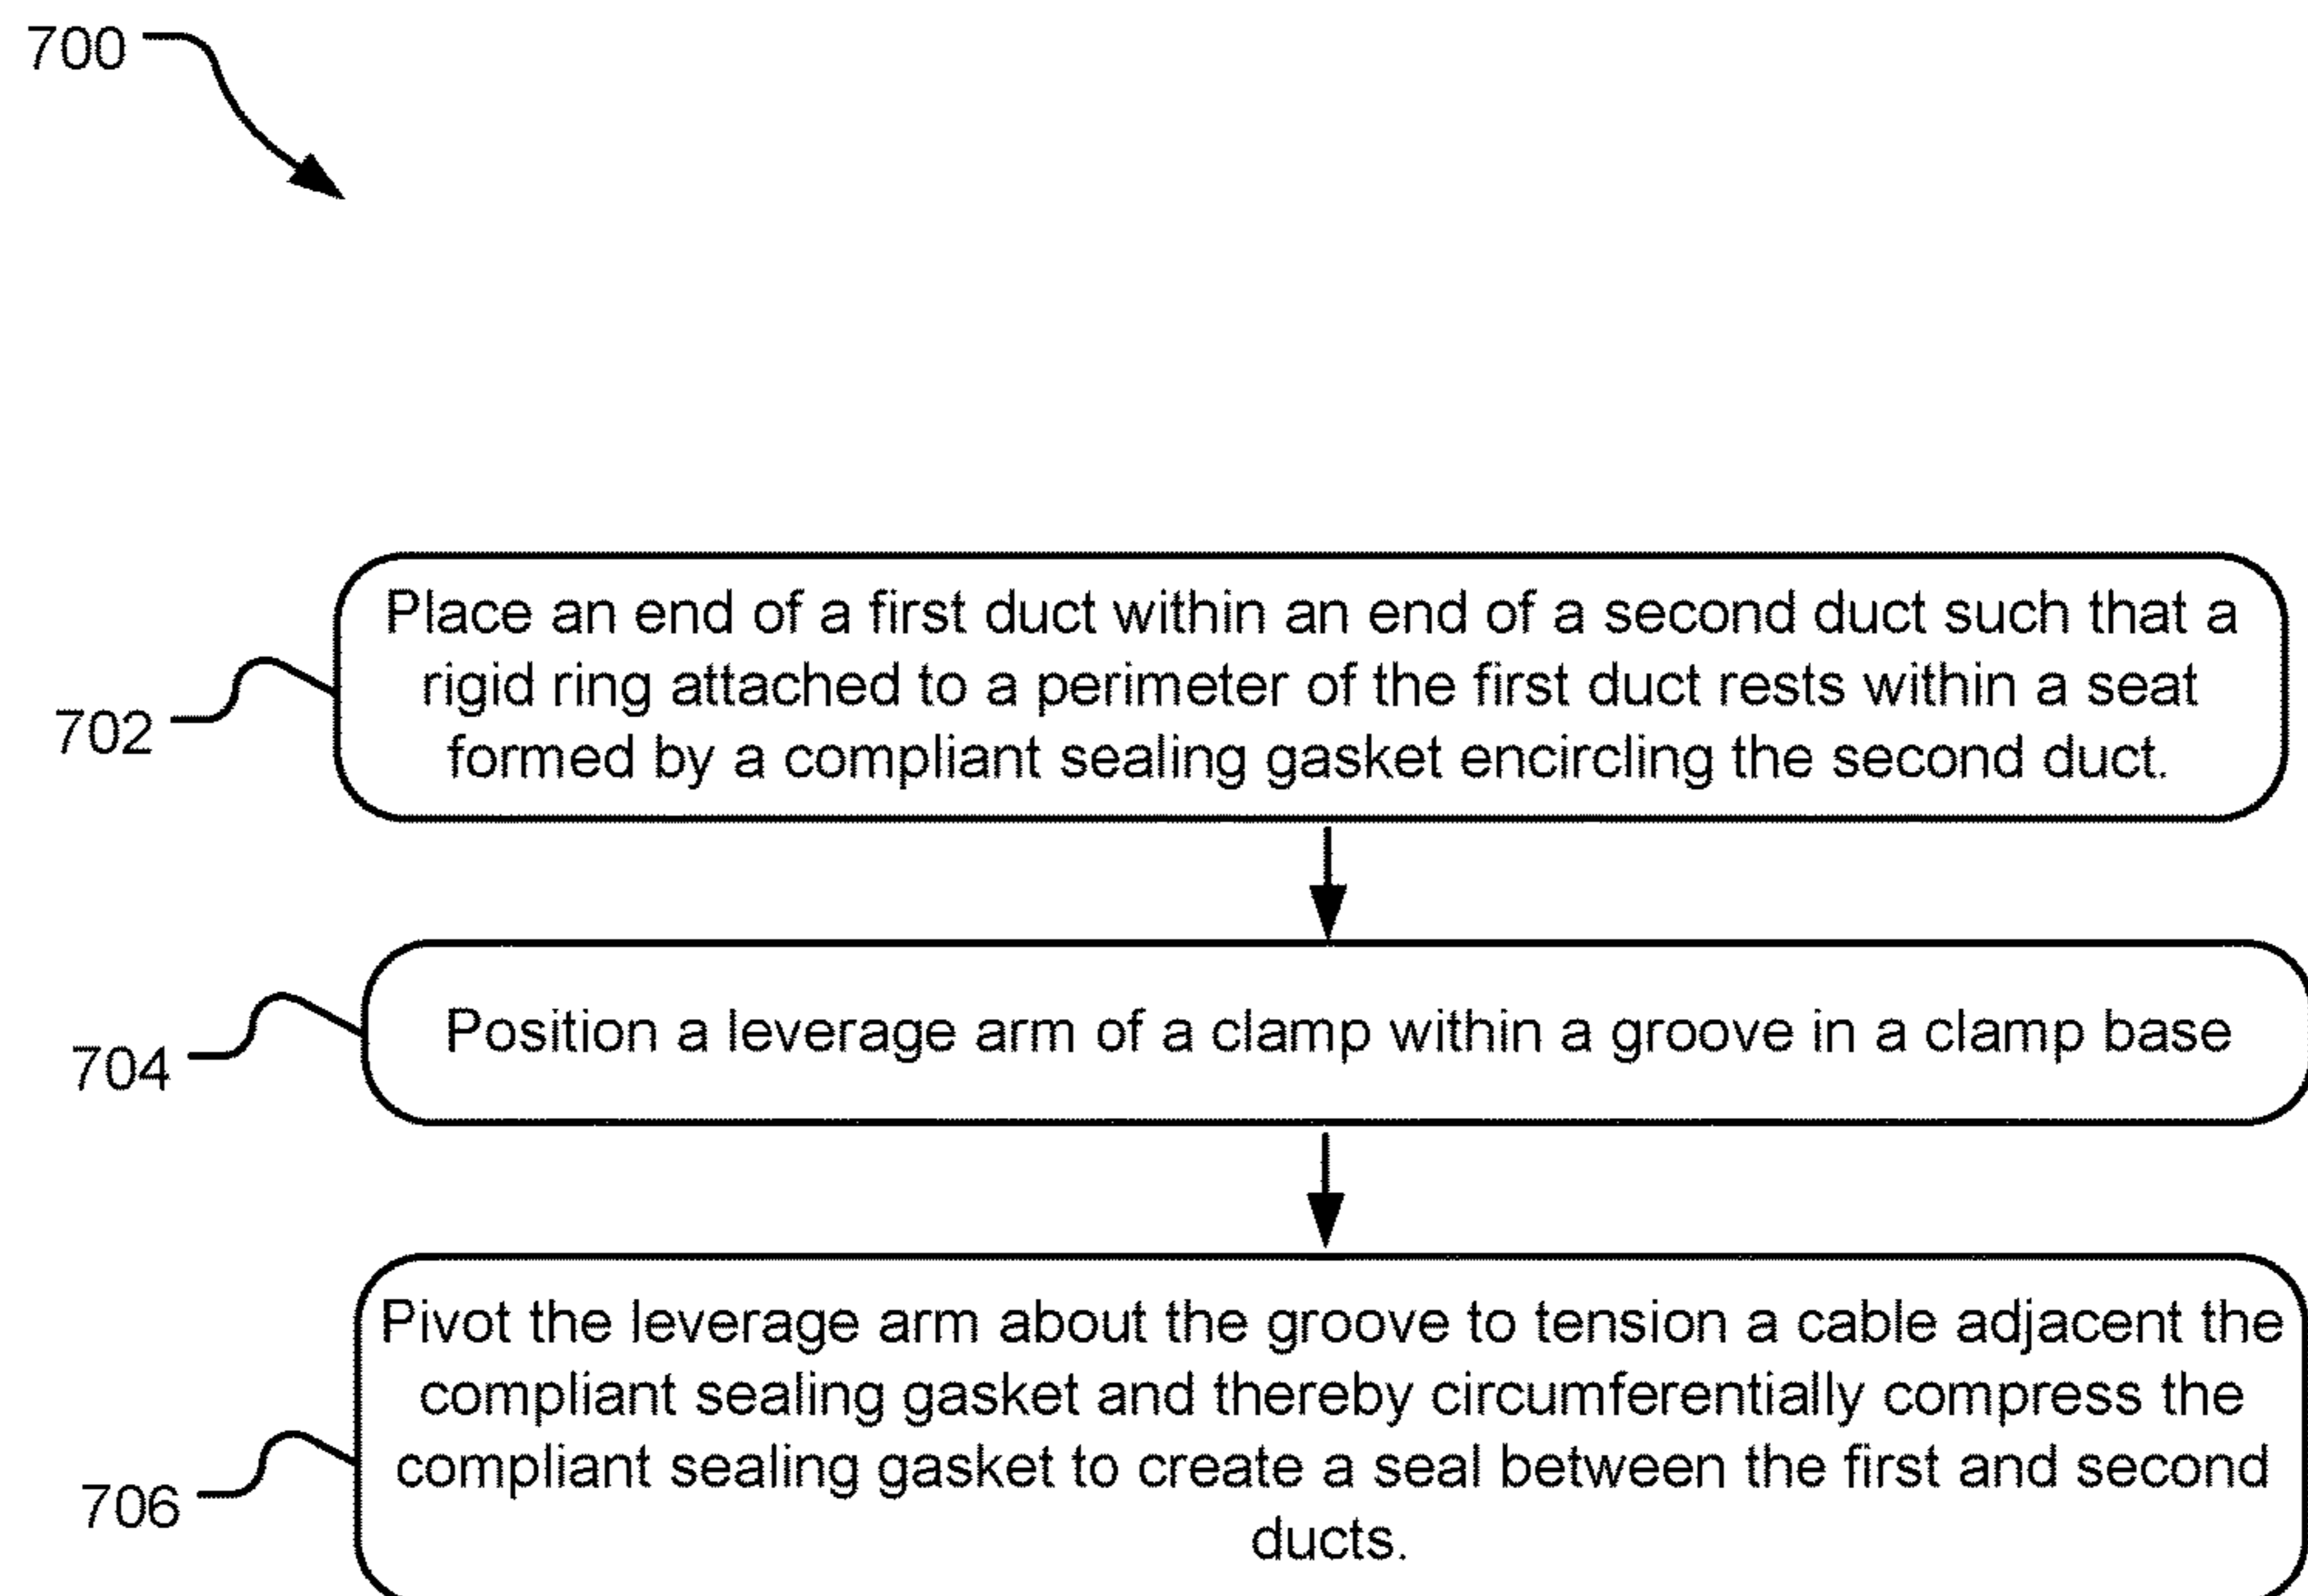 700
Place an end of a first duct within an end of a second duct such that a
rigid ring attached to a perimeter of the first duct rests within a seat
formed by a compliant sealing gasket encircling the second duct.
702
Position a leverage arm of a clamp within a groove in a clamp base
704
Pivot the leverage arm about the groove to tension a cable adjacent the
compliant sealing gasket and thereby circumferentially compress the
compliant sealing gasket to create a seal between the first and second
ducts.
706